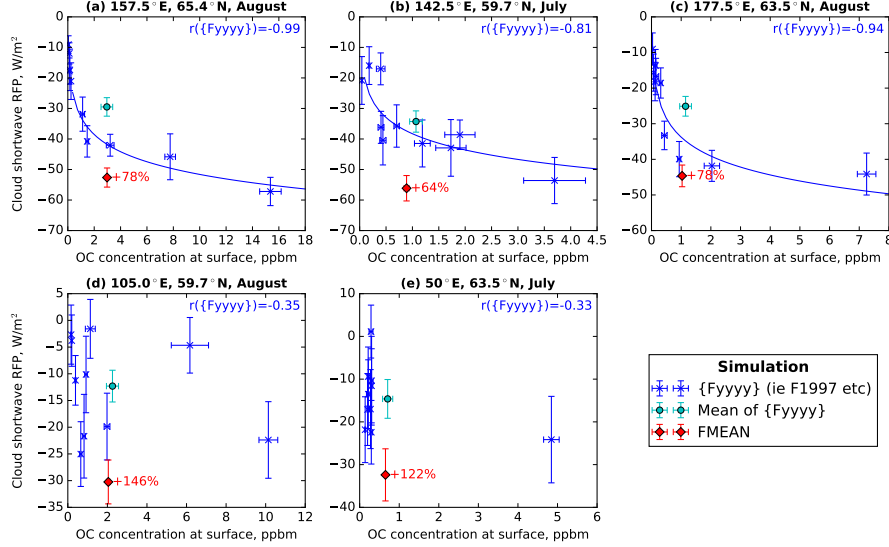 (a) 157.5°E, 65.4°N, August
(b) 142.5°E, 59.7°N, July
(c) 177.5°E, 63.5°N, August
r({Fyyyy})=-0.99
r({Fyyyy})=-0.81
r({Fyyyy})=-0.94
Cloud shortwave RFP, W/m²
0
−10
−20
−30
−40
−50
−60
−70
0
−10
−20
−30
−40
−50
−60
−70
0
−10
−20
−30
−40
−50
−60
+78%
+64%
+78%
0 2 4 6 8 10 12 14 16 18
0.0 0.5 1.0 1.5 2.0 2.5 3.0 3.5 4.0 4.5
0 1 2 3 4 5 6 7 8
OC concentration at surface, ppbm
OC concentration at surface, ppbm
OC concentration at surface, ppbm
(d) 105.0°E, 59.7°N, August
(e) 50°E, 63.5°N, July
r({Fyyyy})=-0.35
r({Fyyyy})=-0.33
Cloud shortwave RFP, W/m²
5
0
−5
−10
−15
−20
−25
−30
−35
10
0
−10
−20
−30
−40
+146%
+122%
0 2 4 6 8 10 12
0 1 2 3 4 5 6
OC concentration at surface, ppbm
OC concentration at surface, ppbm
Simulation
{Fyyyy} (ie F1997 etc)
Mean of {Fyyyy}
FMEAN